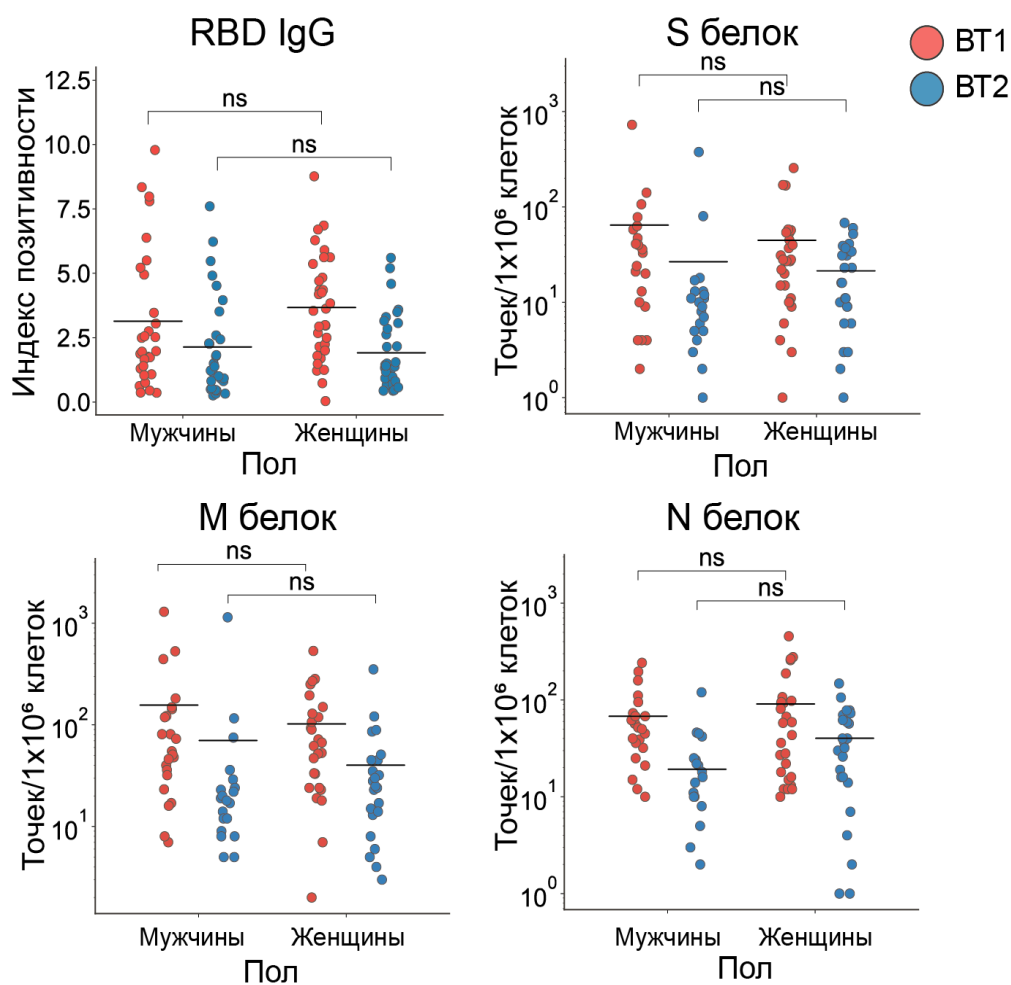 RBD IgG
Индекс позитивности
12.5
10.0
7.5
5.0
2.5
0.0
ns
ns
Мужчины
Женщины
Пол
S белок
BT1
BT2
Точек/1x10⁶ клеток
10³
10²
10¹
10⁰
ns
ns
Мужчины
Женщины
Пол
M белок
Точек/1x10⁶ клеток
10³
10²
10¹
ns
ns
Мужчины
Женщины
Пол
N белок
Точек/1x10⁶ клеток
10³
10²
10¹
10⁰
ns
ns
Мужчины
Женщины
Пол